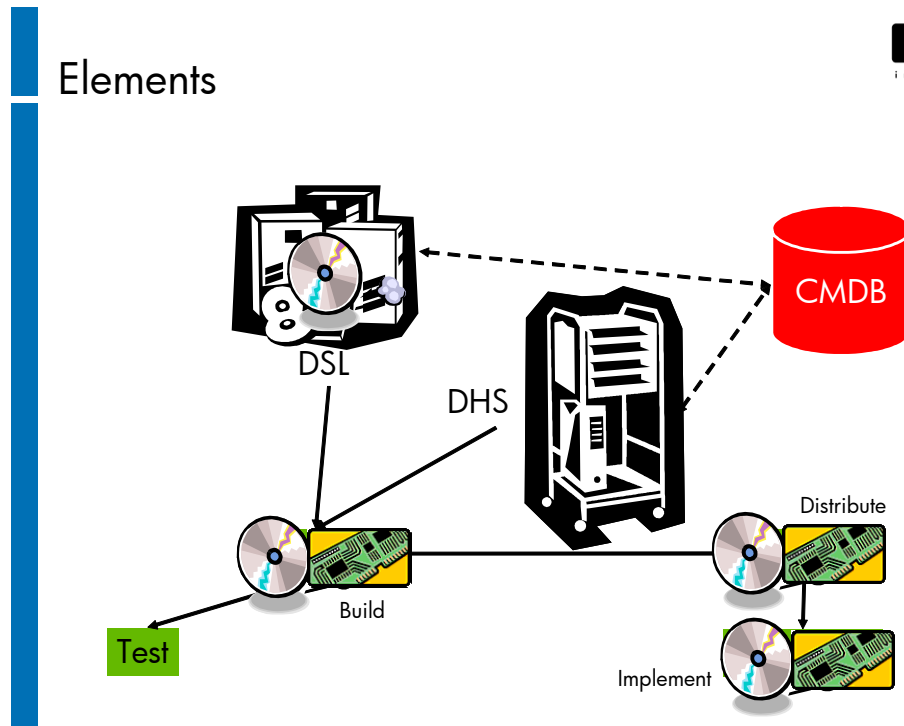 Elements
CMDB
DSL
DHS
Distribute
Build
Test
Implement